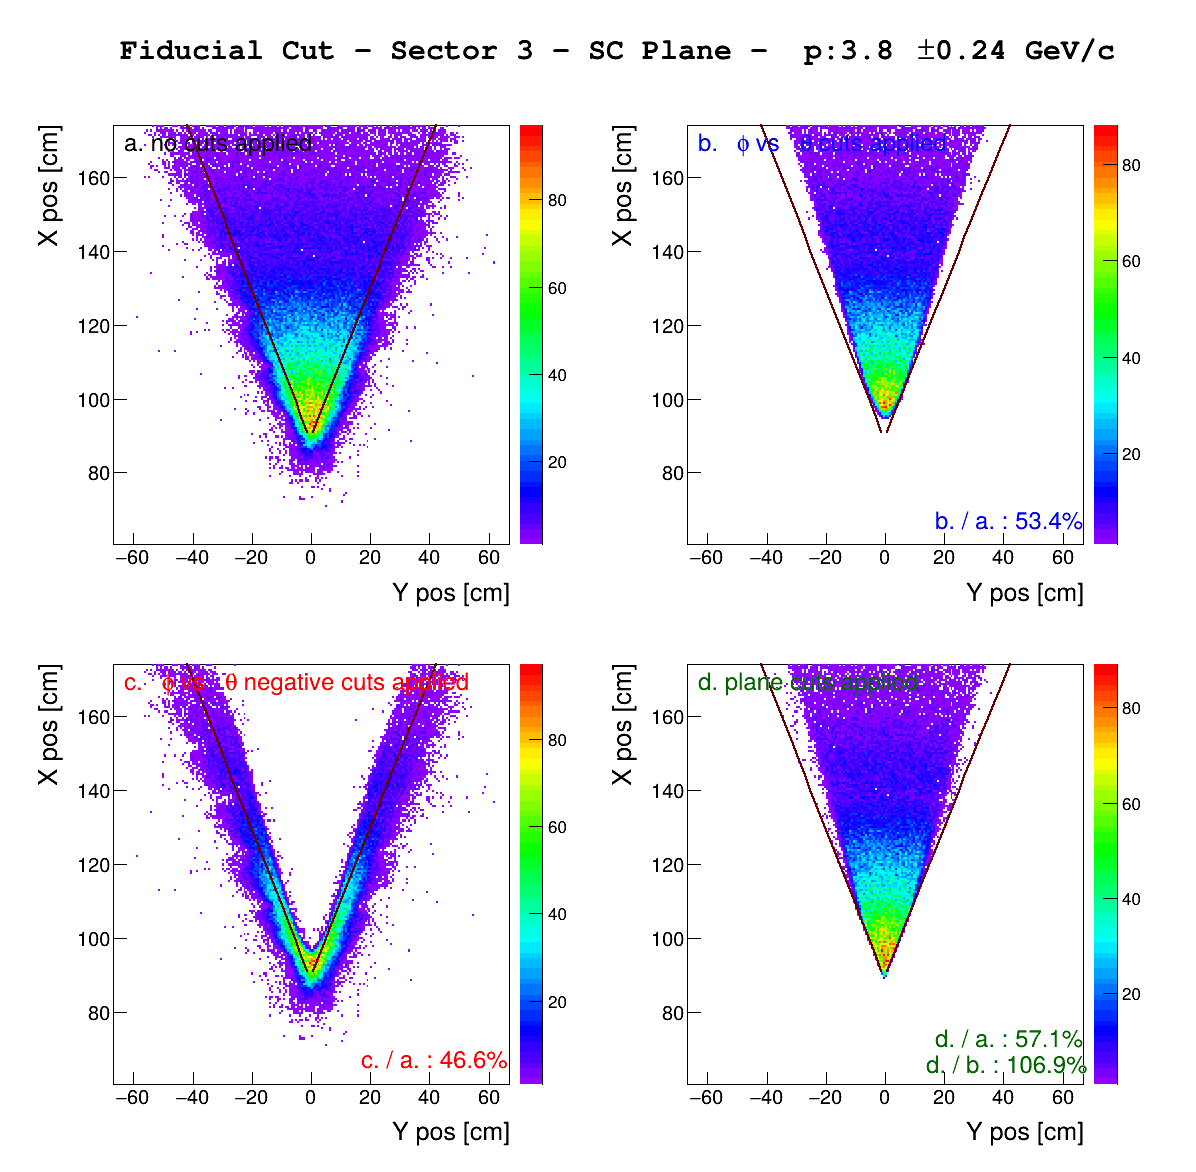 Fiducial Cut – Sector 3 – SC Plane – p:3.8 ±0.24 GeV/c
a. no cuts applied
X pos [cm]
160
140
120
100
80
−60 −40 −20 0 20 40 60
Y pos [cm]
80
60
40
20
b. ϕ vs θ cuts applied
X pos [cm]
160
140
120
100
80
−60 −40 −20 0 20 40 60
Y pos [cm]
80
60
40
20
b. / a. : 53.4%
c. ϕ vs θ negative cuts applied
X pos [cm]
160
140
120
100
80
−60 −40 −20 0 20 40 60
Y pos [cm]
80
60
40
20
c. / a. : 46.6%
d. plane cuts applied
X pos [cm]
160
140
120
100
80
−60 −40 −20 0 20 40 60
Y pos [cm]
80
60
40
20
d. / a. : 57.1%
d. / b. : 106.9%